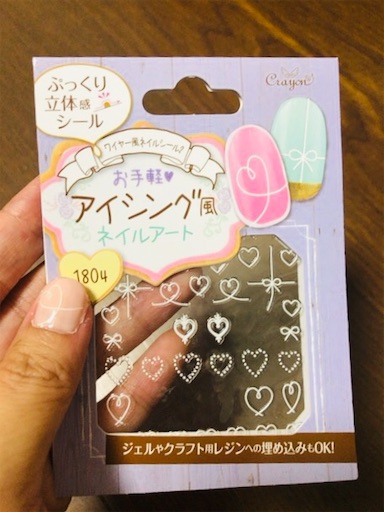 ぷっくり
立体感
シール
Crayon
ワイヤー風ネイルシール♪
お手軽♥
アイシング風
ネイルアート
1804
ジェルやクラフト用レジンへの埋め込みもOK!